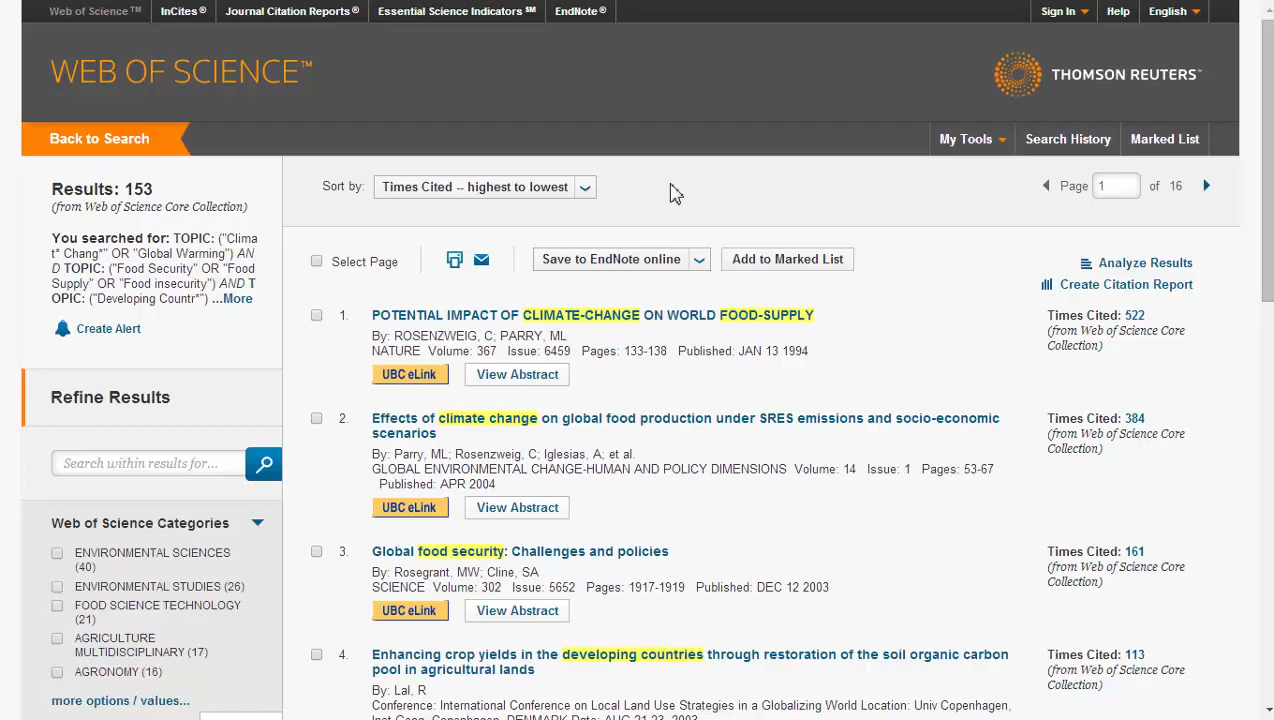 Web of Science™ InCites® Journal Citation Reports® Essential Science Indicators℠ EndNote® Sign In Help English
WEB OF SCIENCE™ THOMSON REUTERS™
Back to Search My Tools Search History Marked List
Results: 153
(from Web of Science Core Collection)
You searched for: TOPIC: ("Clima
t* Chang*" OR "Global Warming") AN
D TOPIC: ("Food Security" OR "Food
Supply" OR "Food insecurity") AND T
OPIC: ("Developing Countr*") ...More
Create Alert
Refine Results
Search within results for...
Web of Science Categories
ENVIRONMENTAL SCIENCES
(40)
ENVIRONMENTAL STUDIES (26)
FOOD SCIENCE TECHNOLOGY
(21)
AGRICULTURE
MULTIDISCIPLINARY (17)
AGRONOMY (16)
more options / values...
Sort by: Times Cited -- highest to lowest Page 1 of 16
Select Page Save to EndNote online Add to Marked List
Analyze Results
Create Citation Report
1. POTENTIAL IMPACT OF CLIMATE-CHANGE ON WORLD FOOD-SUPPLY
By: ROSENZWEIG, C; PARRY, ML
NATURE Volume: 367 Issue: 6459 Pages: 133-138 Published: JAN 13 1994
UBC eLink View Abstract
Times Cited: 522
(from Web of Science Core
Collection)
2. Effects of climate change on global food production under SRES emissions and socio-economic
scenarios
By: Parry, ML; Rosenzweig, C; Iglesias, A; et al.
GLOBAL ENVIRONMENTAL CHANGE-HUMAN AND POLICY DIMENSIONS Volume: 14 Issue: 1 Pages: 53-67
Published: APR 2004
UBC eLink View Abstract
Times Cited: 384
(from Web of Science Core
Collection)
3. Global food security: Challenges and policies
By: Rosegrant, MW; Cline, SA
SCIENCE Volume: 302 Issue: 5652 Pages: 1917-1919 Published: DEC 12 2003
UBC eLink View Abstract
Times Cited: 161
(from Web of Science Core
Collection)
4. Enhancing crop yields in the developing countries through restoration of the soil organic carbon
pool in agricultural lands
By: Lal, R
Conference: International Conference on Local Land Use Strategies in a Globalizing World Location: Univ Copenhagen,
Inst Geog, Copenhagen, DENMARK Date: AUG 21-23, 2003
Times Cited: 113
(from Web of Science Core
Collection)